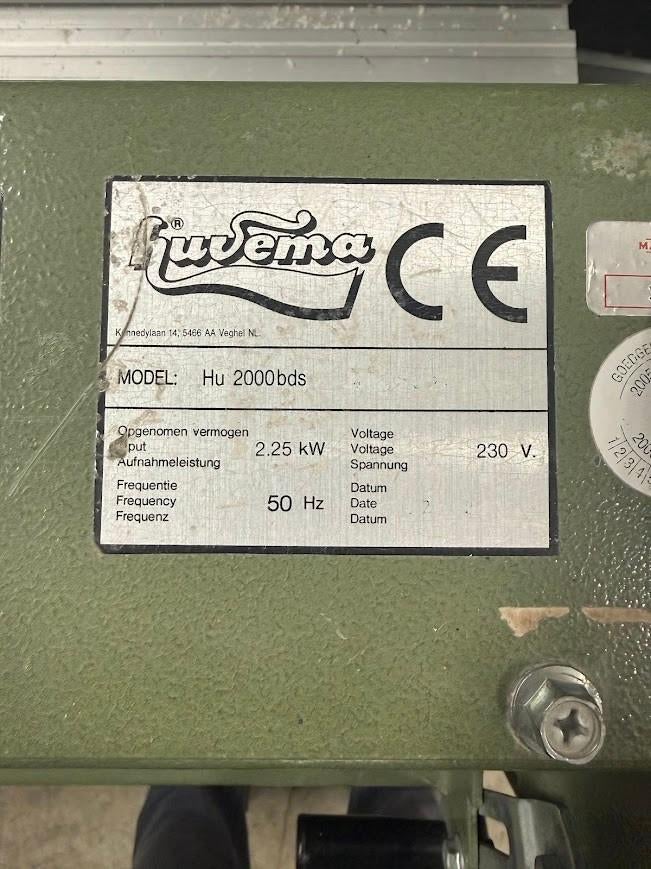 huvema ® CE
Kennedylaan 14, 5466 AA Veghel NL.
MODEL: Hu 2000bds
Opgenomen vermogen
Input 2.25 kW
Aufnahmeleistung
Voltage
Voltage 230 V.
Spannung
Frequentie
Frequency 50 Hz
Frequenz
Datum
Date 2
Datum